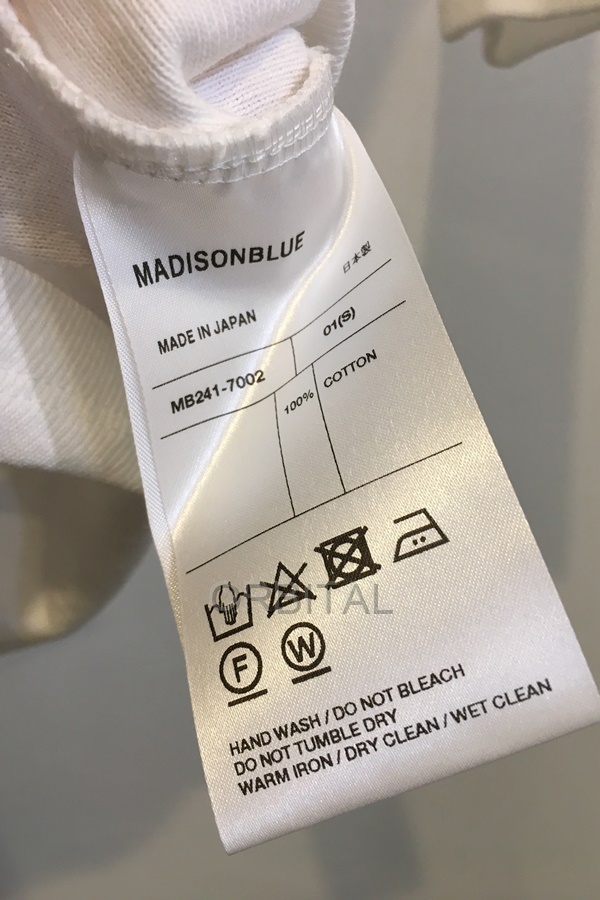 MADISONBLUE
MADE IN JAPAN 日本製
MB241-7002 01(S)
100% COTTON
ORBITAL
F W
HAND WASH / DO NOT BLEACH
DO NOT TUMBLE DRY
WARM IRON / DRY CLEAN / WET CLEAN